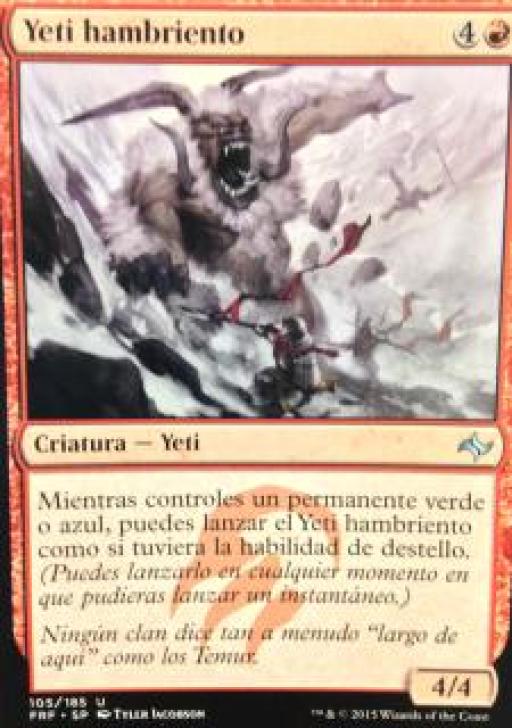 Yeti hambriento 4
Criatura — Yeti
Mientras controles un permanente verde
o azul, puedes lanzar el Yeti hambriento
como si tuviera la habilidad de destello.
(Puedes lanzarlo en cualquier momento en
que pudieras lanzar un instantáneo.)
Ningún clan dice tan a menudo “largo de
aquí” como los Temur.
4/4
105/185 U
FRF • SP Tyler Jacobson
™ & © 2015 Wizards of the Coast